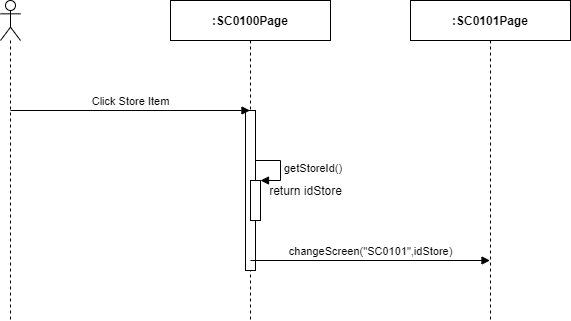 :SC0100Page
:SC0101Page
Click Store Item
getStoreId()
return idStore
changeScreen("SC0101",idStore)